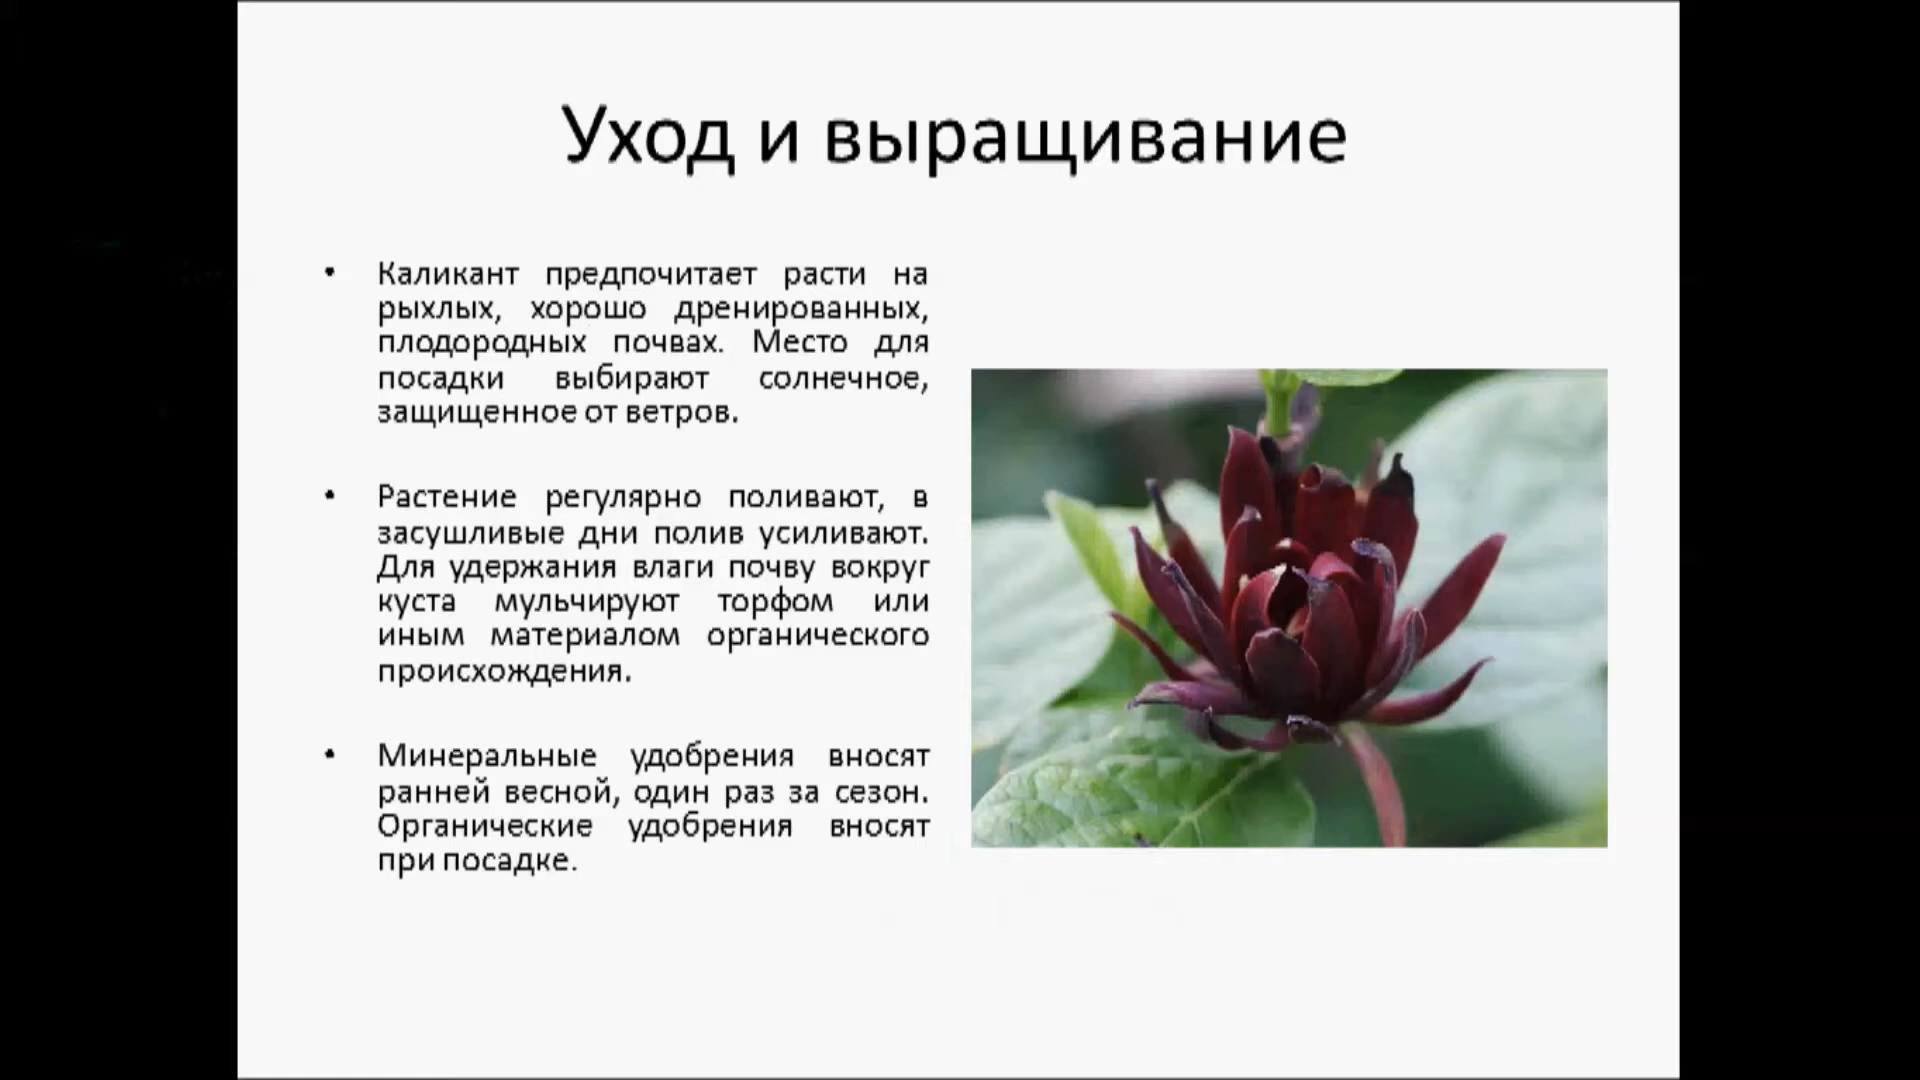 Уход и выращивание
• Каликант предпочитает расти на
рыхлых, хорошо дренированных,
плодородных почвах. Место для
посадки выбирают солнечное,
защищенное от ветров.
• Растение регулярно поливают, в
засушливые дни полив усиливают.
Для удержания влаги почву вокруг
куста мульчируют торфом или
иным материалом органического
происхождения.
• Минеральные удобрения вносят
ранней весной, один раз за сезон.
Органические удобрения вносят
при посадке.